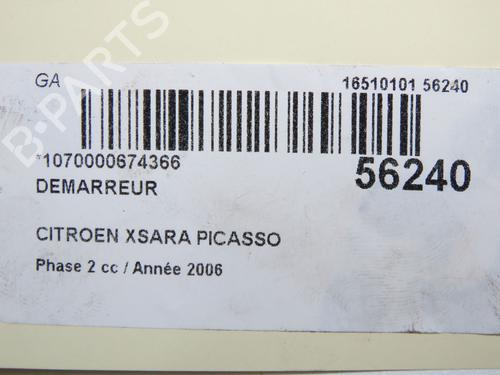 GA
16510101 56240
*1070000674366
56240
DEMARREUR
CITROEN XSARA PICASSO
Phase 2 cc / Année 2006
B-PARTS